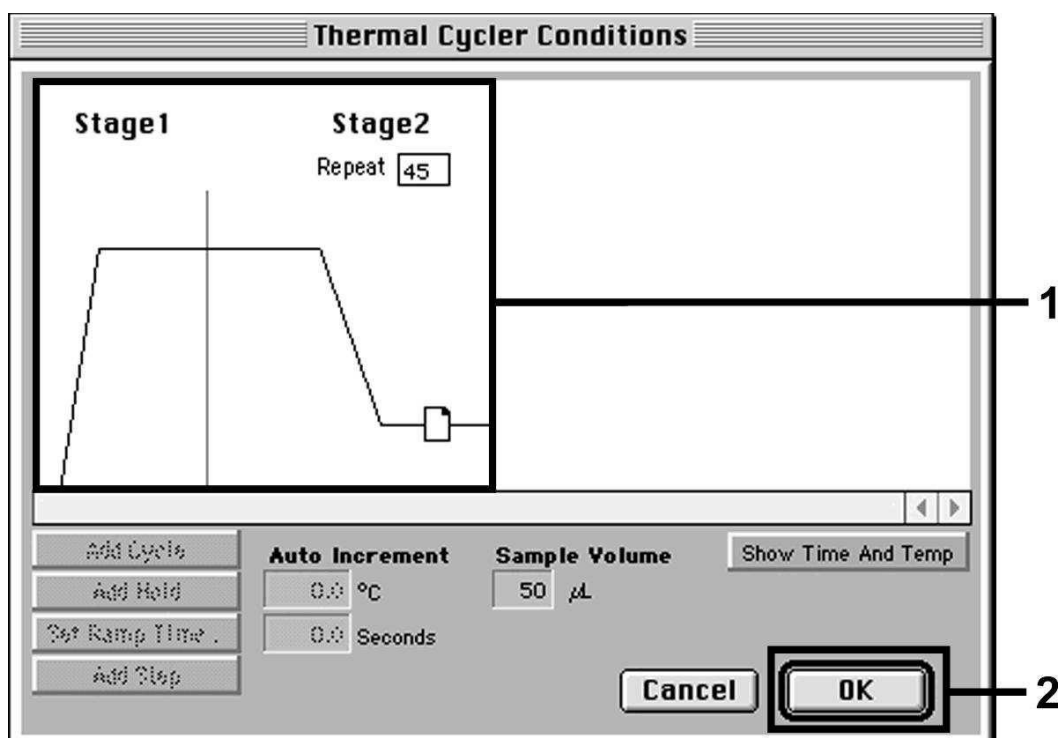 Thermal Cycler Conditions
Stage1 Stage2
Repeat 45
1
Add Cycle Auto Increment Sample Volume Show Time And Temp
Add Hold 0.0 °C 50 µL
Set Ramp Time . 0.0 Seconds
Add Step
Cancel OK 2